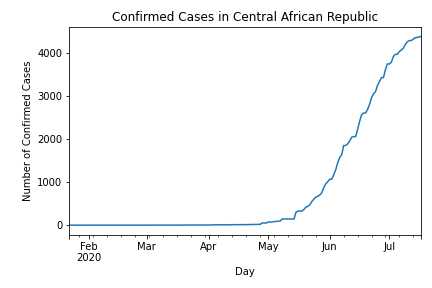 Confirmed Cases in Central African Republic
Number of Confirmed Cases
4000
3000
2000
1000
0
Feb
2020
Mar
Apr
May
Jun
Jul
Day